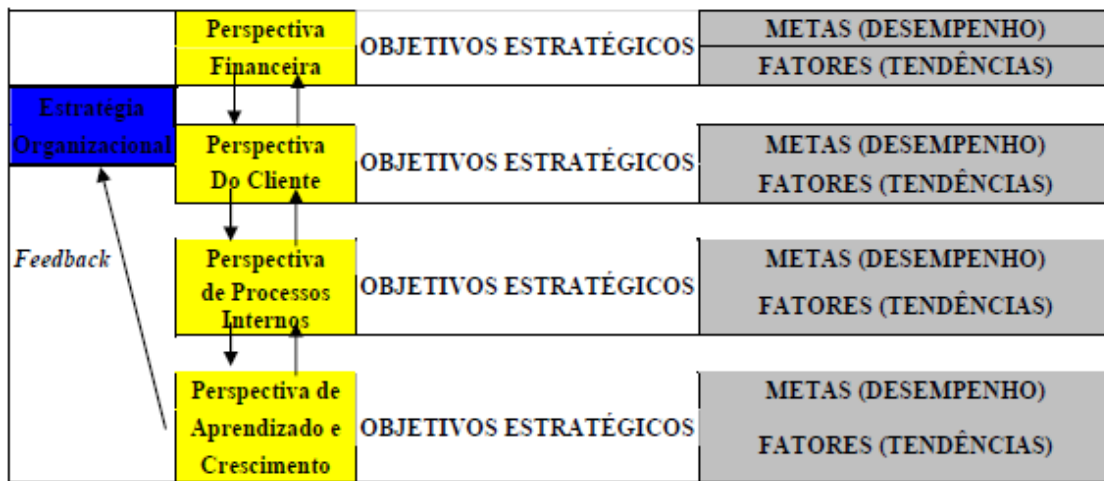 Perspectiva
Financeira
OBJETIVOS ESTRATÉGICOS
METAS (DESEMPENHO)
FATORES (TENDÊNCIAS)
Estratégia
Organizacional
Perspectiva
Do Cliente
OBJETIVOS ESTRATÉGICOS
METAS (DESEMPENHO)
FATORES (TENDÊNCIAS)
Feedback
Perspectiva
de Processos
Internos
OBJETIVOS ESTRATÉGICOS
METAS (DESEMPENHO)
FATORES (TENDÊNCIAS)
Perspectiva de
Aprendizado e
Crescimento
OBJETIVOS ESTRATÉGICOS
METAS (DESEMPENHO)
FATORES (TENDÊNCIAS)